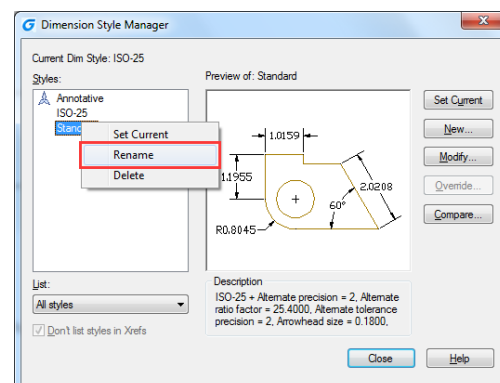 Dimension Style Manager
Current Dim Style: ISO-25
Styles:
Annotative
ISO-25
Set Current
Rename
Delete
Preview of: Standard
1.0159
1.1955
2.0208
60°
R0.8045
Set Current
New...
Modify...
Override...
Compare...
List:
All styles
Don't list styles in Xrefs
Description
ISO-25 + Alternate precision = 2, Alternate
ratio factor = 25.4000, Alternate tolerance
precision = 2, Arrowhead size = 0.1800,
Close
Help